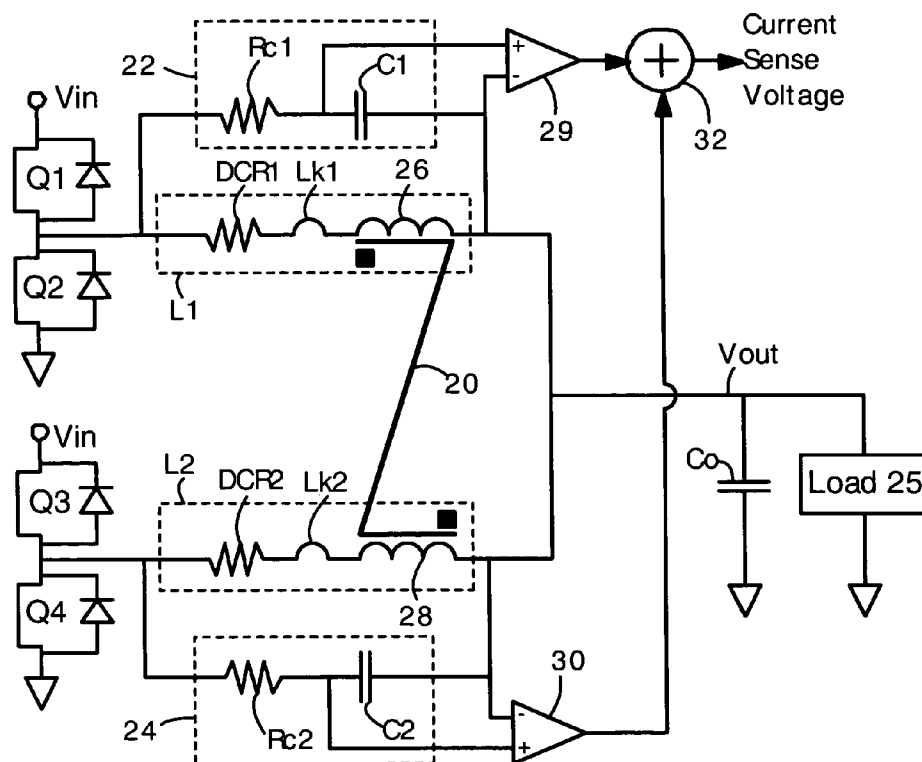 Current
Sense
Voltage
Rc1
C1
22
+
-
29
+
32
Vin
Q1
DCR1
Lk1
26
Q2
L1
20
Vout
Vin
L2
DCR2
Lk2
Q3
Co
Load 25
Q4
28
30
24
Rc2
C2
-
+